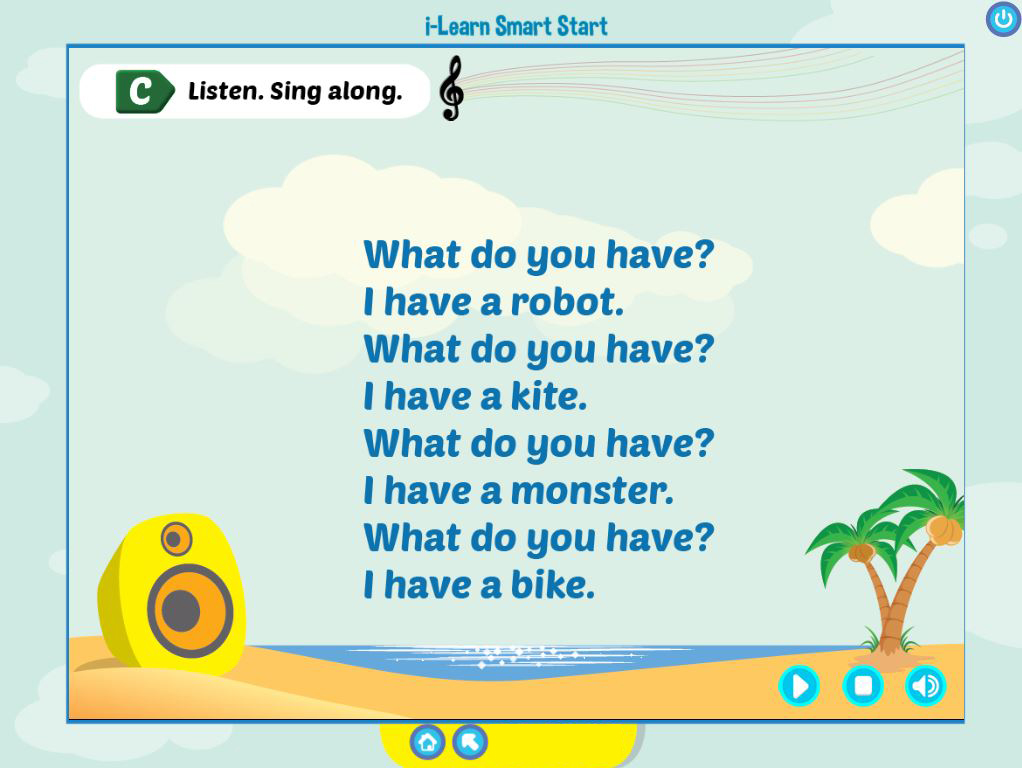 i-Learn Smart Start
C Listen. Sing along.
What do you have?
I have a robot.
What do you have?
I have a kite.
What do you have?
I have a monster.
What do you have?
I have a bike.